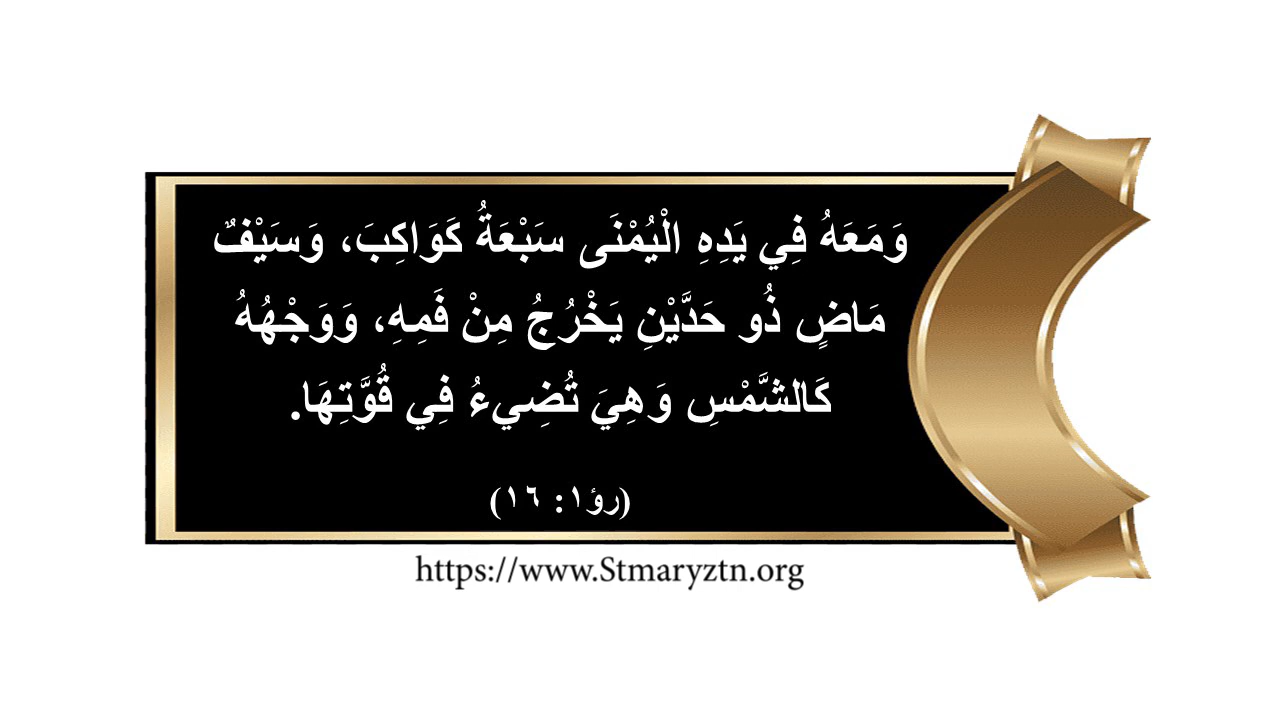 وَمَعَهُ فِي يَدِهِ الْيُمْنَى سَبْعَةُ كَوَاكِبَ، وَسَيْفٌ
مَاضٍ ذُو حَدَّيْنِ يَخْرُجُ مِنْ فَمِهِ، وَوَجْهُهُ
كَالشَّمْسِ وَهِيَ تُضِيءُ فِي قُوَّتِهَا.
(رؤ١: ١٦)
https://www.Stmaryztn.org